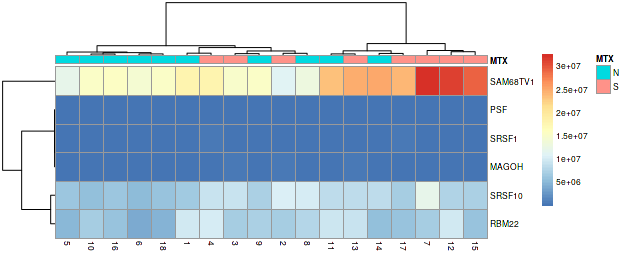 MTX
SAM68TV1
PSF
SRSF1
MAGOH
SRSF10
RBM22
5 10 16 6 18 1 4 3 9 2 8 11 13 14 17 7 12 15
3e+07
2.5e+07
2e+07
1.5e+07
1e+07
5e+06
MTX
N
S